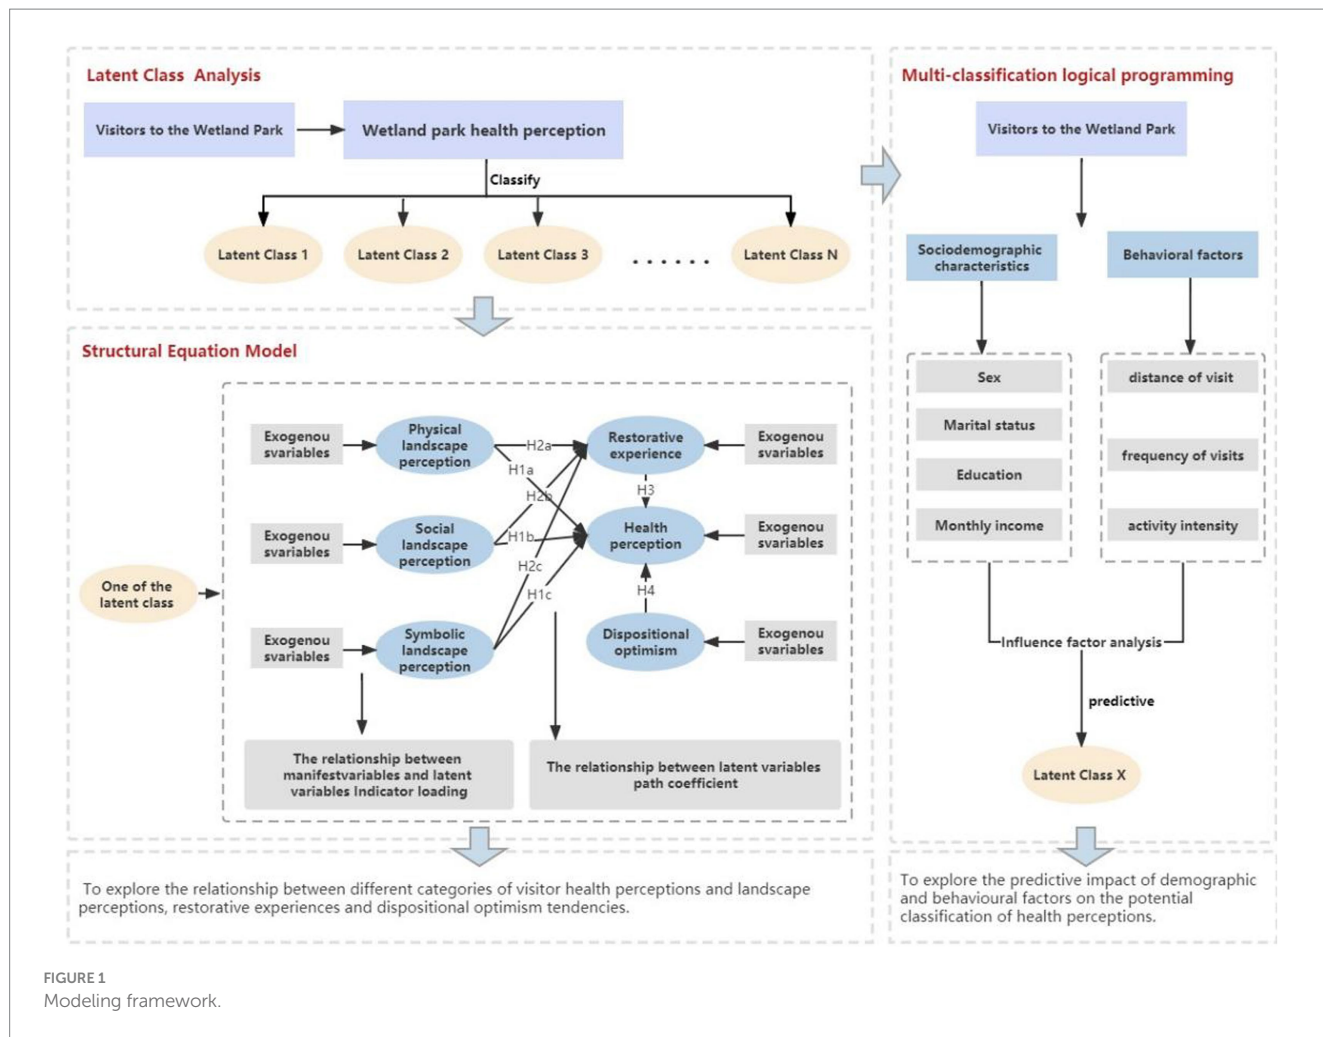 Latent Class Analysis
Visitors to the Wetland Park
Wetland park health perception
Classify
Latent Class 1
Latent Class 2
Latent Class 3
......
Latent Class N
Structural Equation Model
One of the
latent class
Exogenou
svariables
Physical
landscape
perception
Exogenou
svariables
Social
landscape
perception
Exogenou
svariables
Symbolic
landscape
perception
H2a
H1a
H2b
H1b
H2c
H1c
Restorative
experience
H3
Health
perception
H4
Dispositional
optimism
Exogenou
svariables
Exogenou
svariables
Exogenou
svariables
The relationship between
manifestvariables and latent
variables Indicator loading
The relationship between latent variables
path coefficient
To explore the relationship between different categories of visitor health perceptions and landscape
perceptions, restorative experiences and dispositional optimism tendencies.
Multi-classification logical programming
Visitors to the Wetland Park
Sociodemographic
characteristics
Behavioral factors
Sex
Marital status
Education
Monthly income
distance of visit
frequency of visits
activity intensity
Influence factor analysis
predictive
Latent Class X
To explore the predictive impact of demographic
and behavioural factors on the potential
classification of health perceptions.
FIGURE 1
Modeling framework.